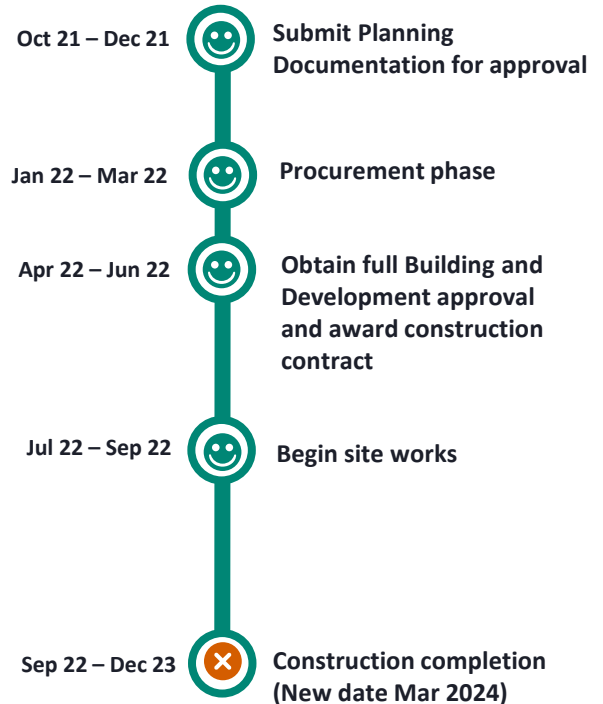 Oct 21 – Dec 21
Submit Planning
Documentation for approval
Jan 22 – Mar 22
Procurement phase
Apr 22 – Jun 22
Obtain full Building and
Development approval
and award construction
contract
Jul 22 – Sep 22
Begin site works
Sep 22 – Dec 23
Construction completion
(New date Mar 2024)